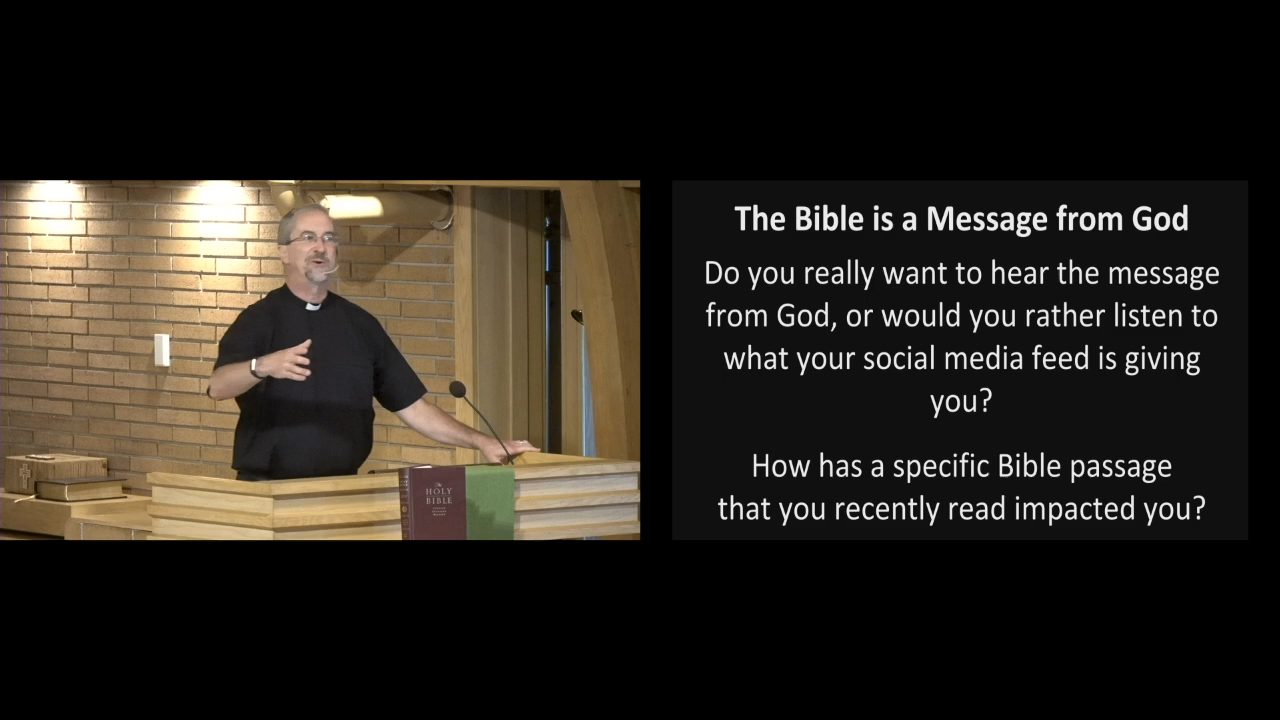 The Bible is a Message from God
Do you really want to hear the message
from God, or would you rather listen to
what your social media feed is giving
you?
How has a specific Bible passage
that you recently read impacted you?
The
HOLY
BIBLE